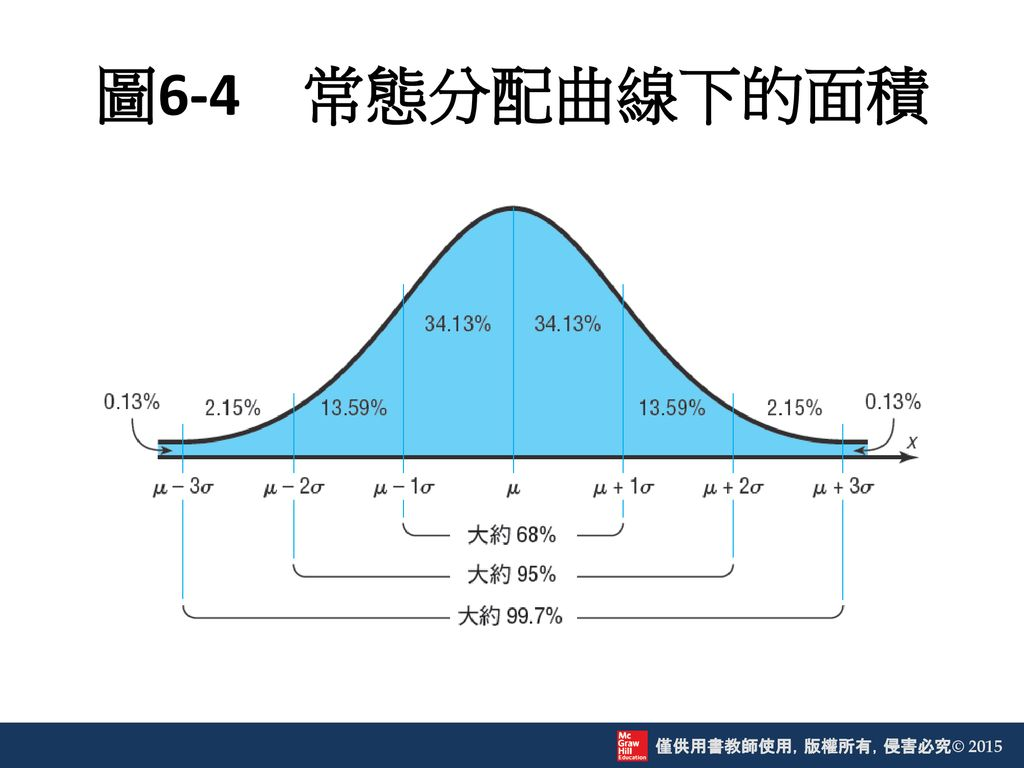 圖6-4 常態分配曲線下的面積
34.13% 34.13%
0.13% 2.15% 13.59% 13.59% 2.15% 0.13%
x
μ – 3σ μ – 2σ μ – 1σ μ μ + 1σ μ + 2σ μ + 3σ
大約 68%
大約 95%
大約 99.7%
Mc
Graw
Hill
Education
僅供用書教師使用，版權所有，侵害必究© 2015